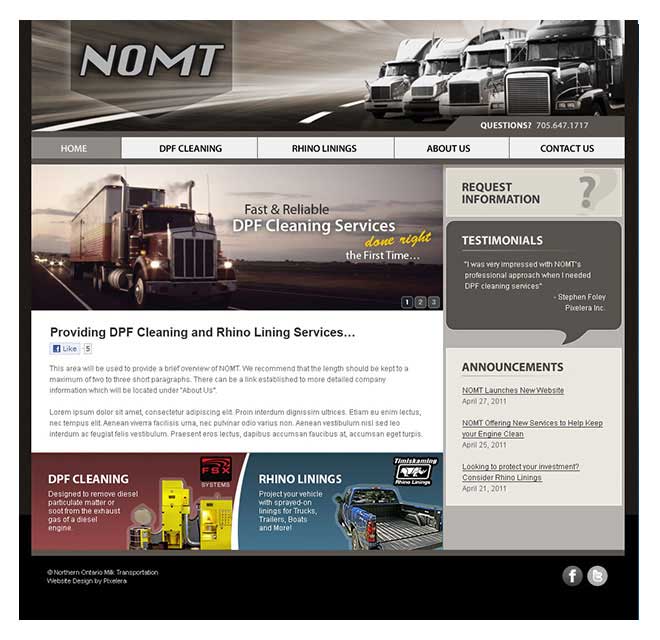 NOMT
QUESTIONS? 705.647.1717
HOME
DPF CLEANING
RHINO LININGS
ABOUT US
CONTACT US
Fast & Reliable
DPF Cleaning Services
done right
the First Time...
1 2 3
REQUEST
INFORMATION
?
TESTIMONIALS
"I was very impressed with NOMT's
professional approach when I needed
DPF cleaning services"
- Stephen Foley
Pixelera Inc.
Providing DPF Cleaning and Rhino Lining Services...
f Like 5
This area will be used to provide a brief overview of NOMT. We recommend that the length should be kept to a
maximum of two to three short paragraphs. There can be a link established to more detailed company
information which will be located under "About Us".
Lorem ipsum dolor sit amet, consectetur adipiscing elit. Proin interdum dignissim ultrices. Etiam eu enim lectus,
nec tempus elit. Aenean viverra facilisis urna, nec pulvinar odio varius non. Aenean vestibulum nisl sed leo
interdum ac feugiat felis vestibulum. Praesent eros lectus, dapibus accumsan faucibus at, accumsan eget turpis.
ANNOUNCEMENTS
NOMT Launches New Website
April 27, 2011
NOMT Offering New Services to Help Keep
your Engine Clean
April 25, 2011
Looking to protect your investment?
Consider Rhino Linings
April 21, 2011
DPF CLEANING
Designed to remove diesel
particulate matter or
soot from the exhaust
gas of a diesel
engine.
FSX
SYSTEMS
RHINO LININGS
Project your vehicle
with sprayed-on
linings for Trucks,
Trailers, Boats
and More!
Timiskaming
Rhino Linings
© Northern Ontario Milk Transportation
Website Design by Pixelera
f t